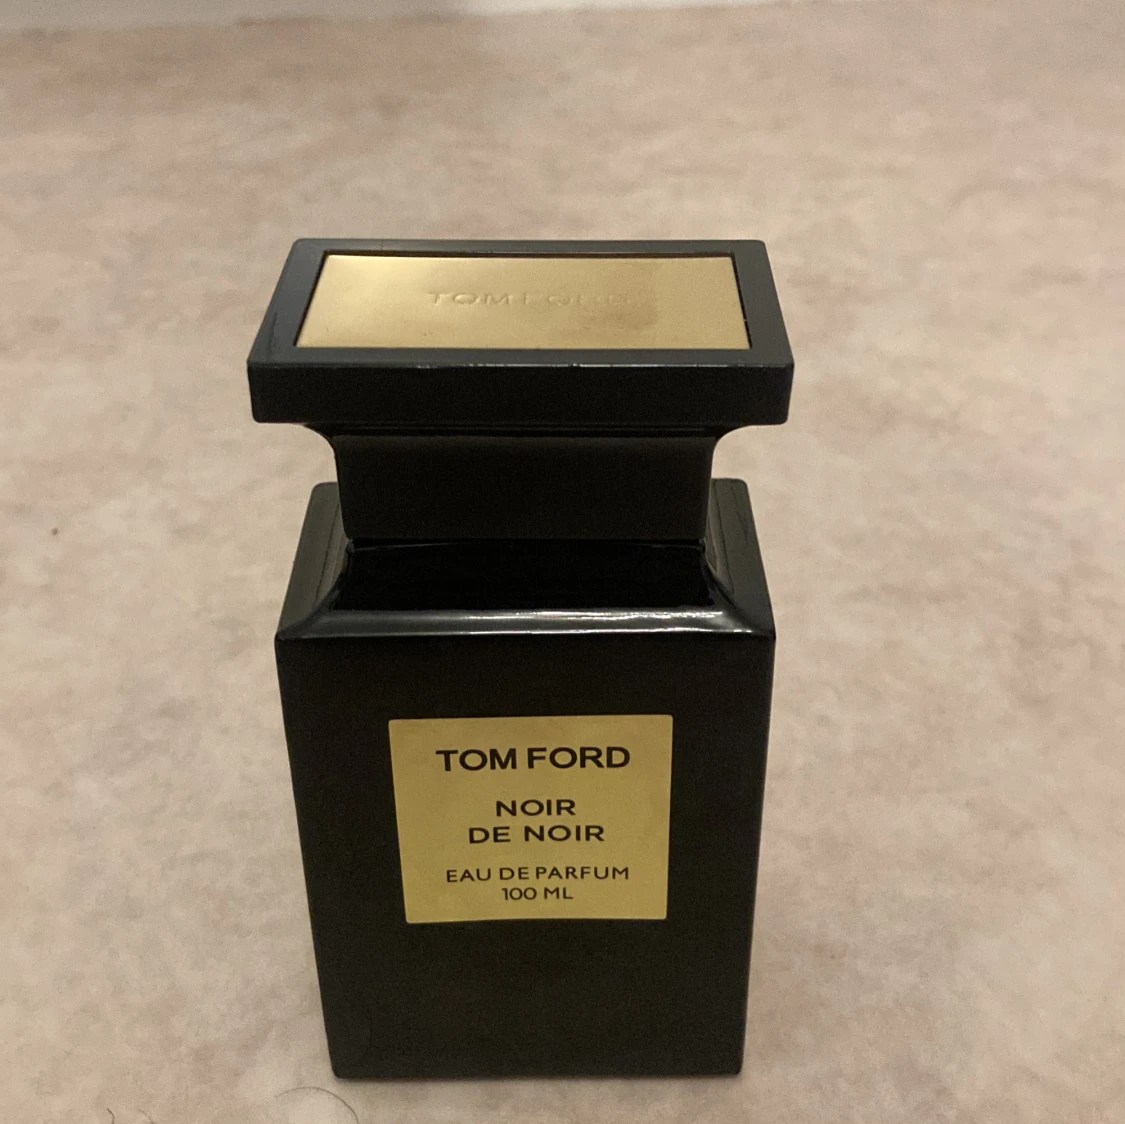 TOM FORD
TOM FORD
NOIR
DE NOIR
EAU DE PARFUM
100 ML